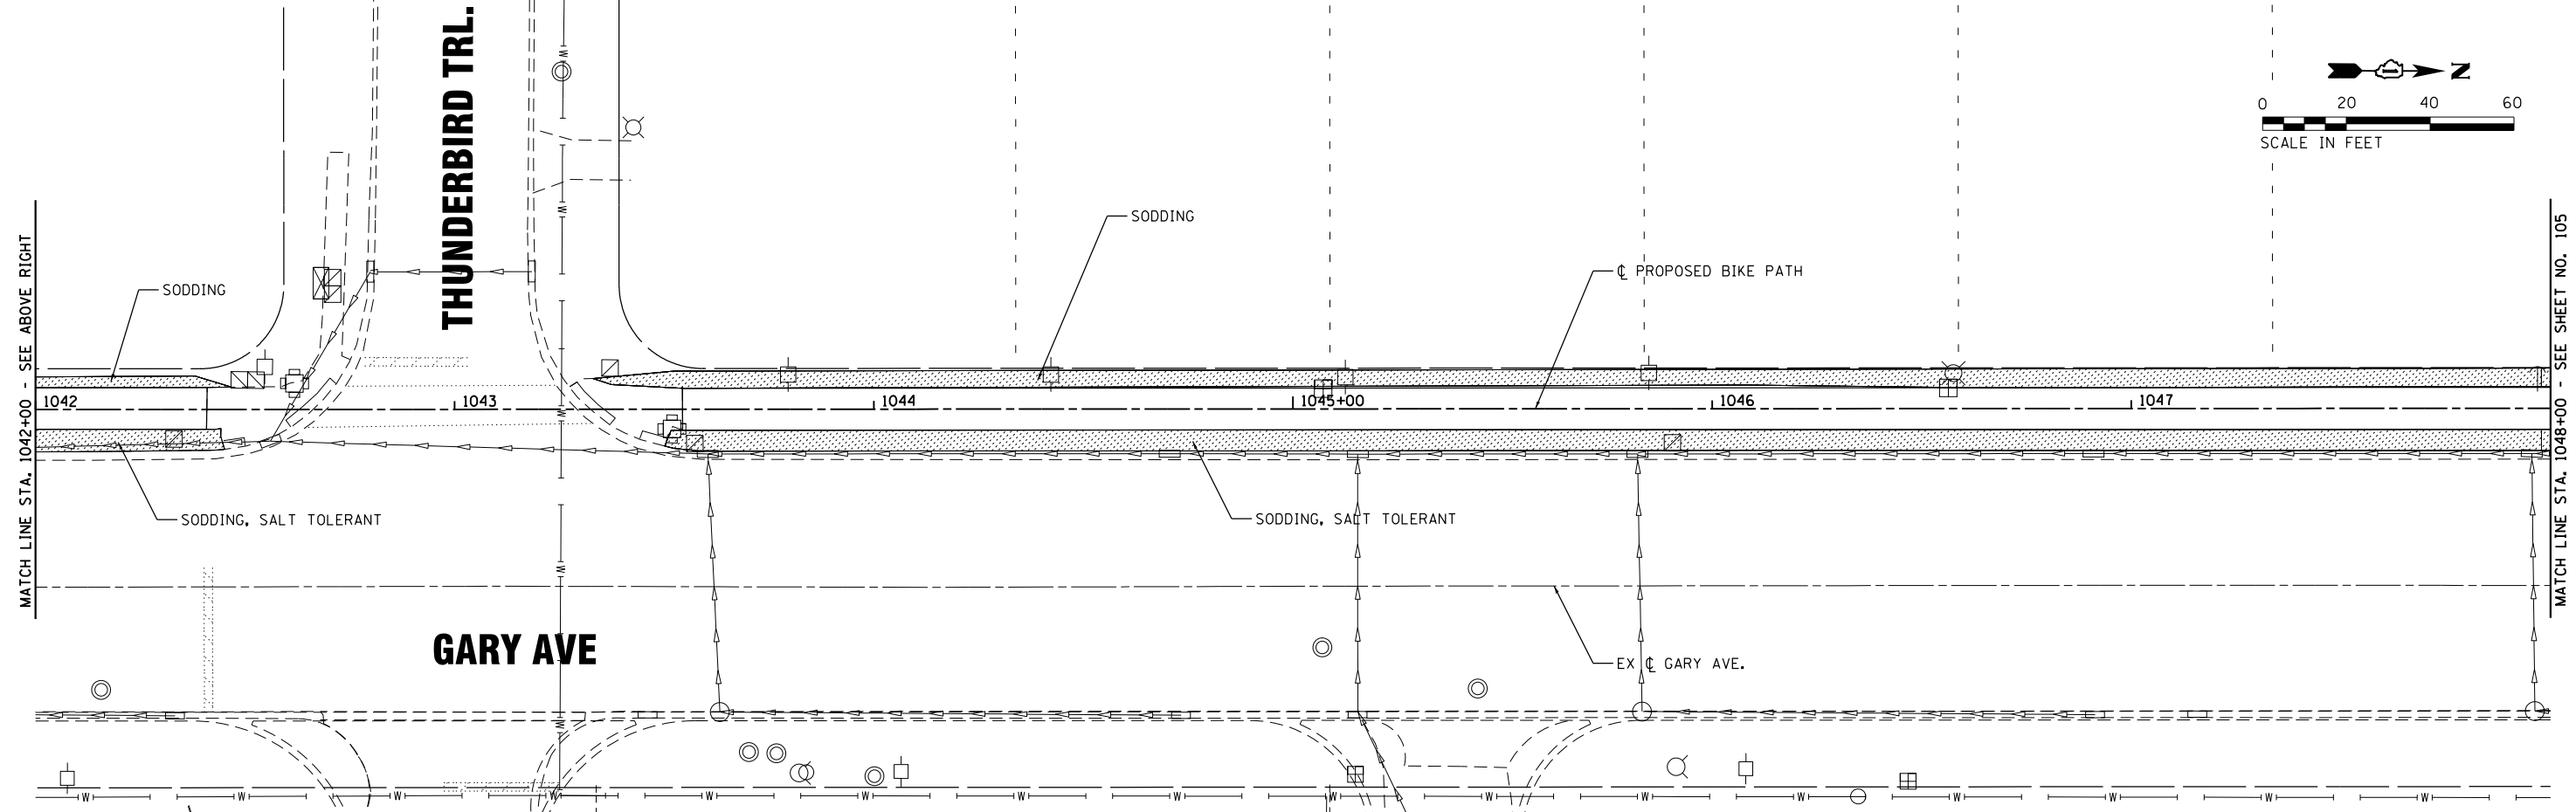 THUNDERBIRD TRL.
N
0 20 40 60
SCALE IN FEET
SODDING
SODDING
℄ PROPOSED BIKE PATH
MATCH LINE STA. 1042+00 - SEE ABOVE RIGHT
MATCH LINE STA. 1048+00 - SEE SHEET NO. 105
1042 1043 1044 1045+00 1046 1047
SODDING, SALT TOLERANT
SODDING, SALT TOLERANT
GARY AVE
EX ℄ GARY AVE.
W
W
W
W
W
W W W W W W W W W W W W W W W W